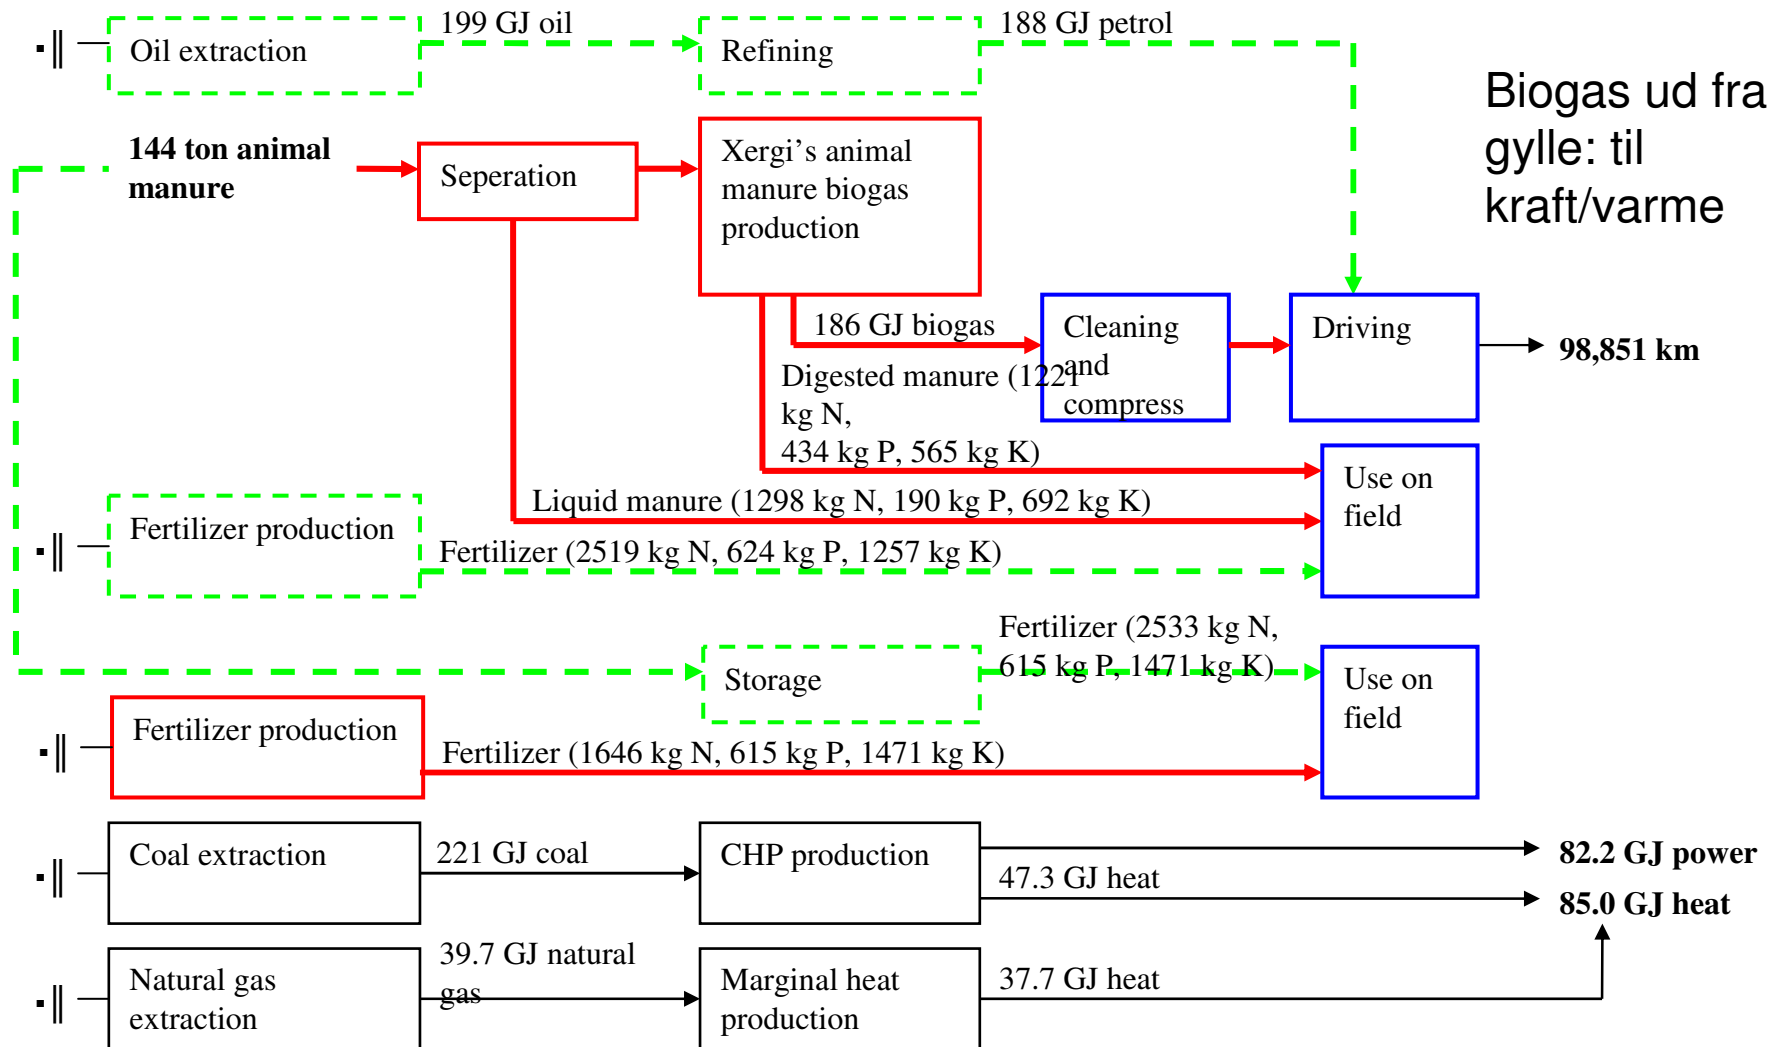 199 GJ oil
188 GJ petrol
Oil extraction
Refining
Biogas ud fra
gylle: til
kraft/varme
144 ton animal
manure
Seperation
Xergi's animal
manure biogas
production
186 GJ biogas
Cleaning
and
compress
Driving
98,851 km
Digested manure (1221
kg N,
434 kg P, 565 kg K)
Use on
field
Liquid manure (1298 kg N, 190 kg P, 692 kg K)
Fertilizer production
Fertilizer (2519 kg N, 624 kg P, 1257 kg K)
Fertilizer (2533 kg N,
615 kg P, 1471 kg K)
Storage
Use on
field
Fertilizer production
Fertilizer (1646 kg N, 615 kg P, 1471 kg K)
Coal extraction
221 GJ coal
CHP production
82.2 GJ power
47.3 GJ heat
85.0 GJ heat
Natural gas
extraction
39.7 GJ natural
gas
Marginal heat
production
37.7 GJ heat